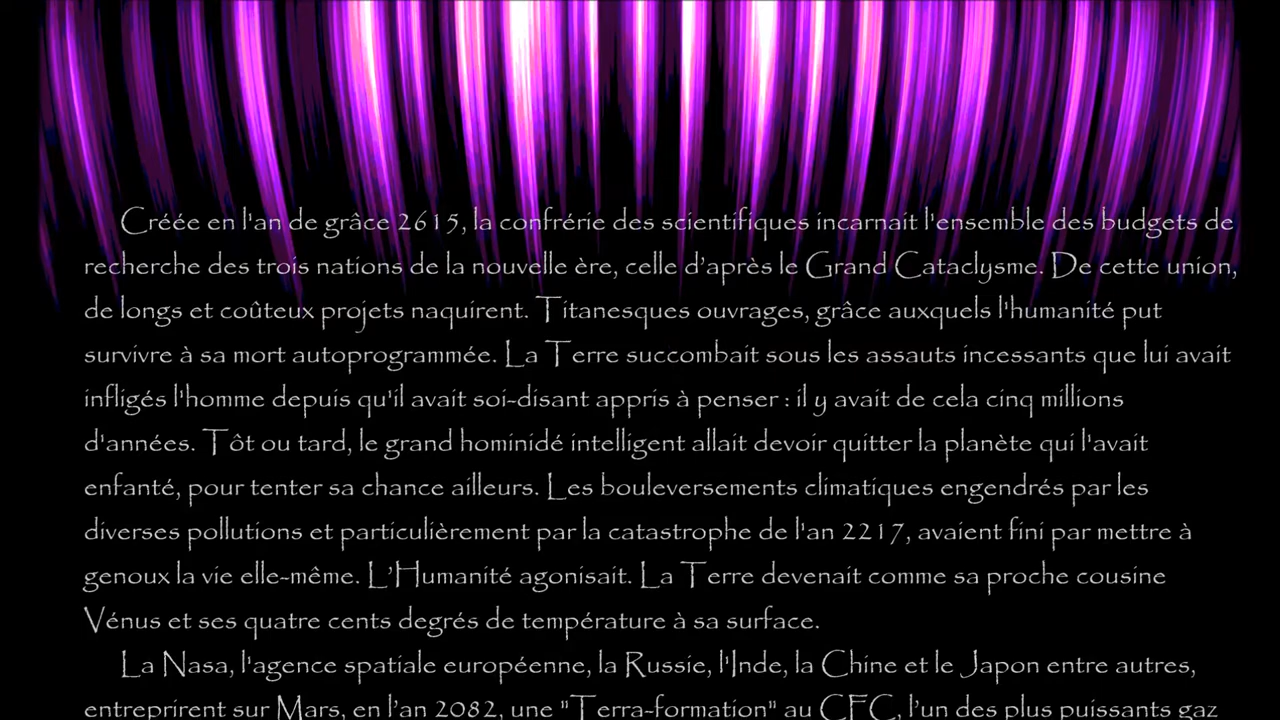 Créée en l'an de grâce 2615, la confrérie des scientifiques incarnait l'ensemble des budgets de
recherche des trois nations de la nouvelle ère, celle d’après le Grand Cataclysme. De cette union,
de longs et coûteux projets naquirent. Titanesques ouvrages, grâce auxquels l'humanité put
survivre à sa mort autoprogrammée. La Terre succombait sous les assauts incessants que lui avait
infligés l'homme depuis qu'il avait soi-disant appris à penser : il y avait de cela cinq millions
d'années. Tôt ou tard, le grand hominidé intelligent allait devoir quitter la planète qui l'avait
enfanté, pour tenter sa chance ailleurs. Les bouleversements climatiques engendrés par les
diverses pollutions et particulièrement par la catastrophe de l'an 2217, avaient fini par mettre à
genoux la vie elle-même. L’Humanité agonisait. La Terre devenait comme sa proche cousine
Vénus et ses quatre cents degrés de température à sa surface.
La Nasa, l'agence spatiale européenne, la Russie, l'Inde, la Chine et le Japon entre autres,
entreprirent sur Mars, en l’an 2082, une "Terra-formation" au CFC, l’un des plus puissants gaz